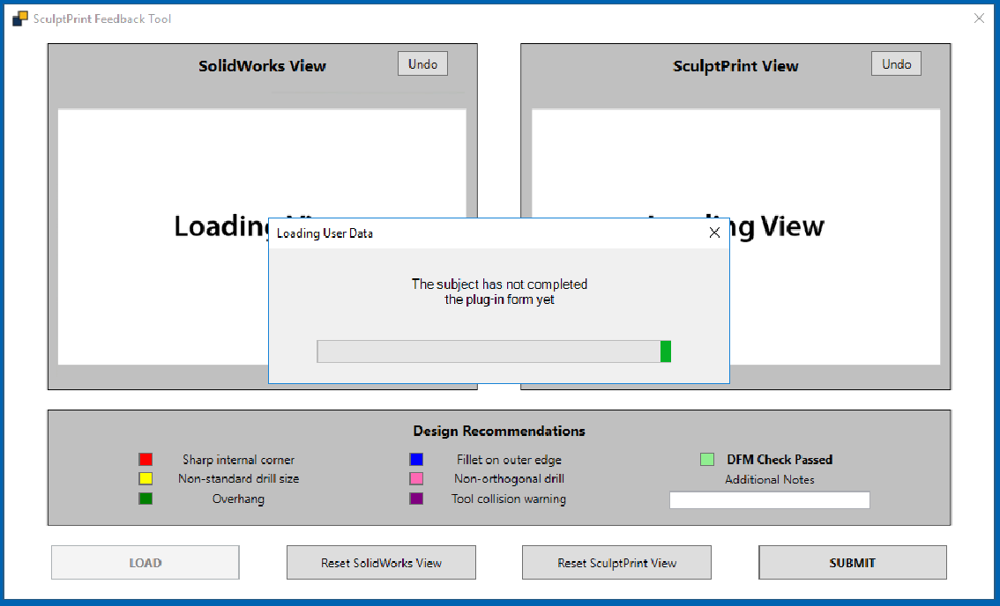 SculptPrint Feedback Tool
SolidWorks View
Undo
SculptPrint View
Undo
Loading
View
Loading User Data
The subject has not completed
the plug-in form yet
Design Recommendations
Sharp internal corner
Fillet on outer edge
DFM Check Passed
Non-standard drill size
Non-orthogonal drill
Additional Notes
Overhang
Tool collision warning
LOAD
Reset SolidWorks View
Reset SculptPrint View
SUBMIT